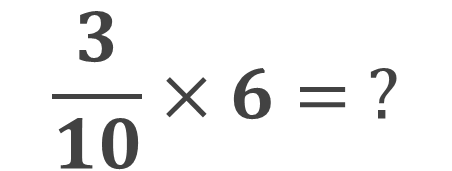 3/10 × 6 = ?